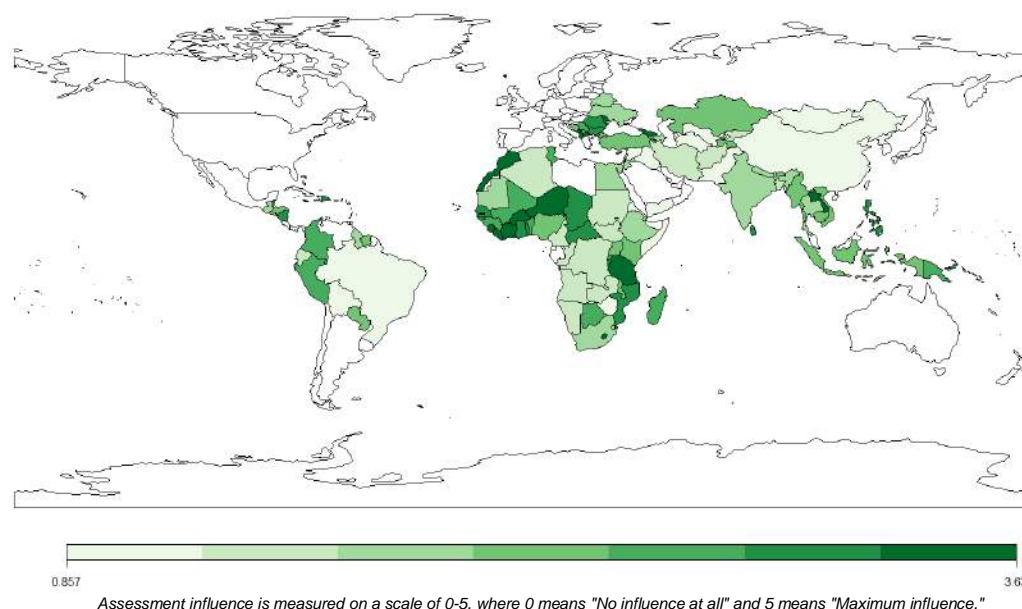 0.857
Assessment influence is measured on a scale of 0-5, where 0 means "No influence at all" and 5 means "Maximum influence."